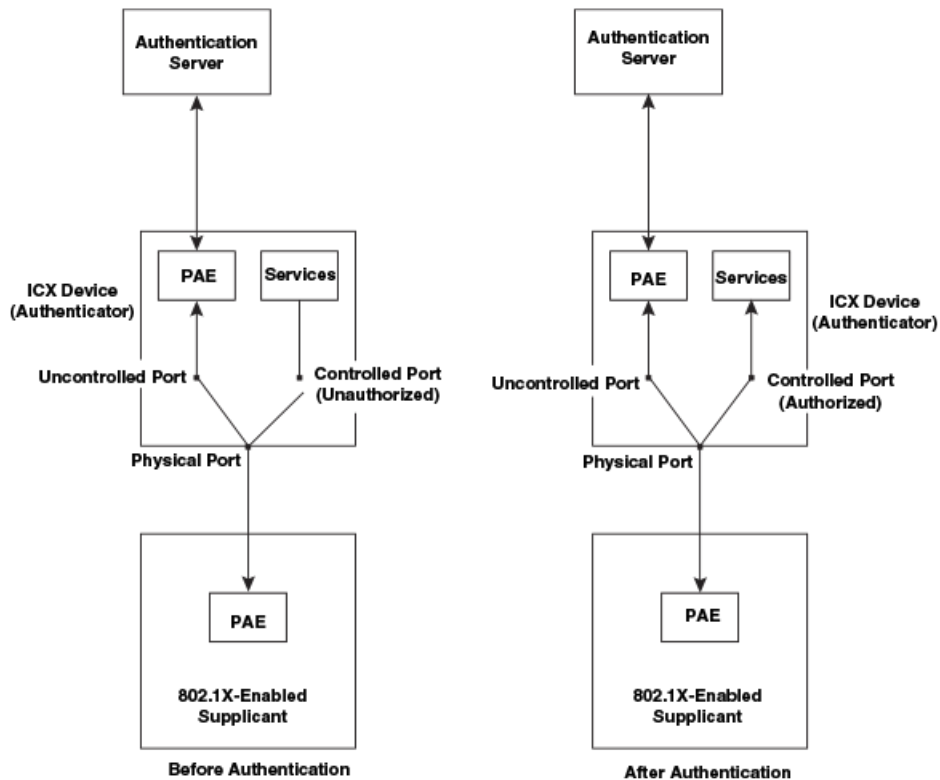 Authentication
Server
PAE
Services
ICX Device
(Authenticator)
Uncontrolled Port
Controlled Port
(Unauthorized)
Physical Port
PAE
802.1X-Enabled
Supplicant
Before Authentication
Authentication
Server
PAE
Services
ICX Device
(Authenticator)
Uncontrolled Port
Controlled Port
(Authorized)
Physical Port
PAE
802.1X-Enabled
Supplicant
After Authentication